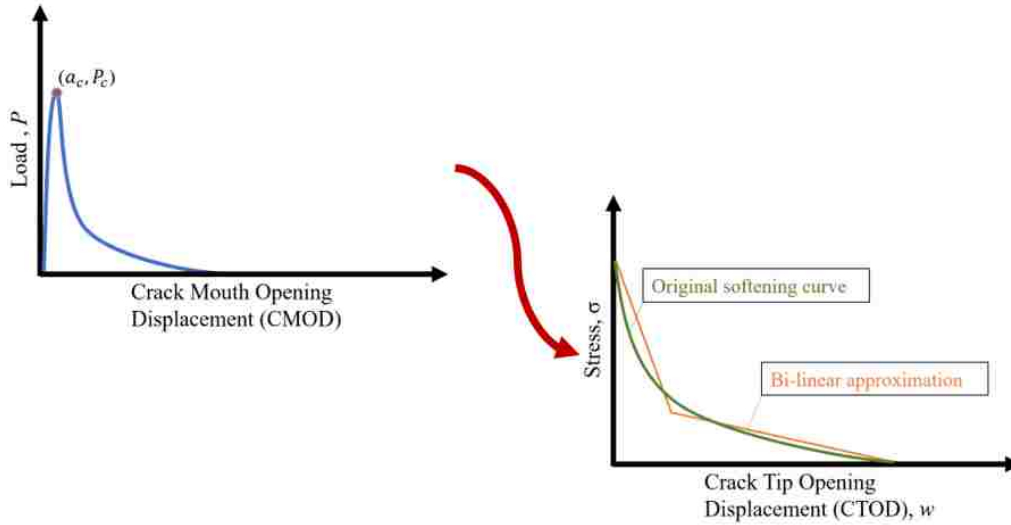 (a_c, P_c)
Load , P
Crack Mouth Opening
Displacement (CMOD)
Original softening curve
Stress, σ
Bi-linear approximation
Crack Tip Opening
Displacement (CTOD), w